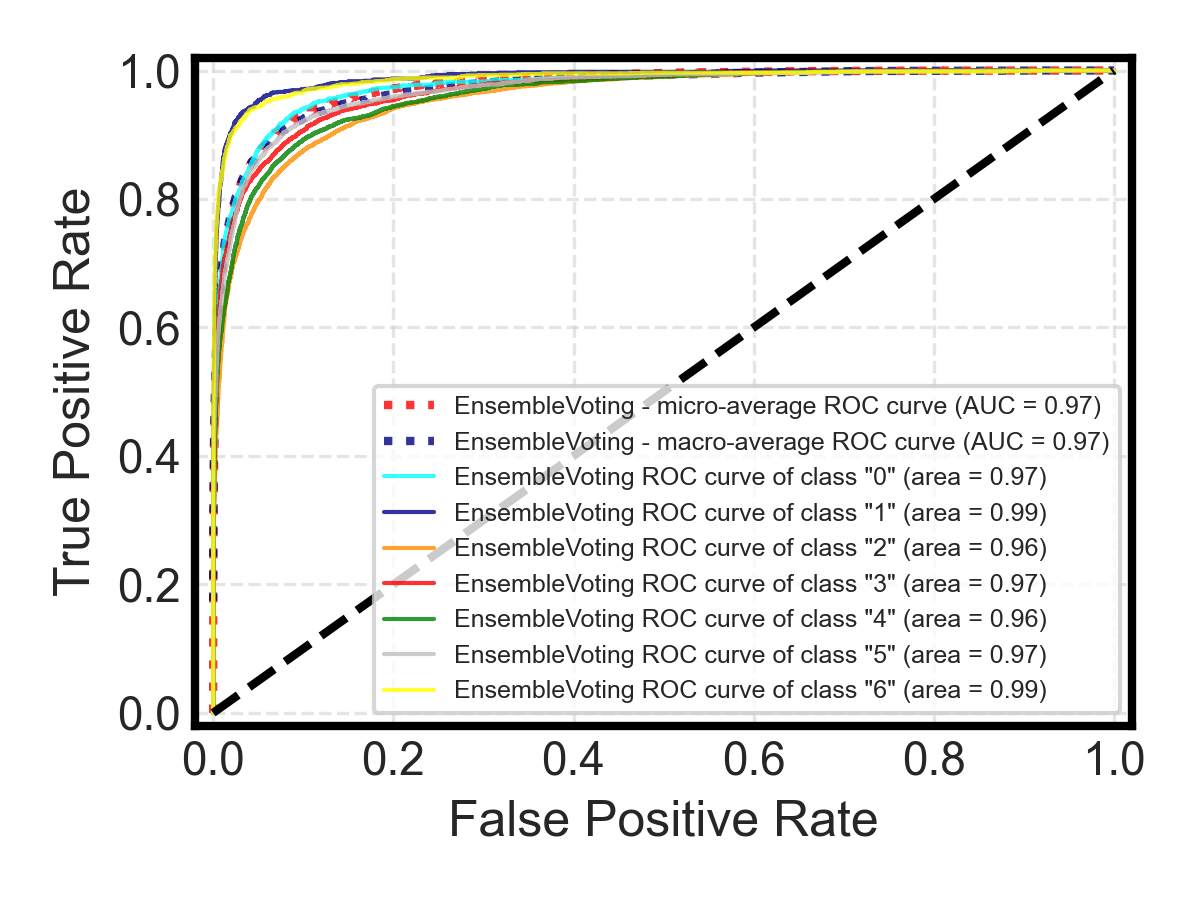 1.0
0.8
0.6
0.4
0.2
0.0
True Positive Rate
EnsembleVoting - micro-average ROC curve (AUC = 0.97)
EnsembleVoting - macro-average ROC curve (AUC = 0.97)
EnsembleVoting ROC curve of class "0" (area = 0.97)
EnsembleVoting ROC curve of class "1" (area = 0.99)
EnsembleVoting ROC curve of class "2" (area = 0.96)
EnsembleVoting ROC curve of class "3" (area = 0.97)
EnsembleVoting ROC curve of class "4" (area = 0.96)
EnsembleVoting ROC curve of class "5" (area = 0.97)
EnsembleVoting ROC curve of class "6" (area = 0.99)
0.0 0.2 0.4 0.6 0.8 1.0
False Positive Rate